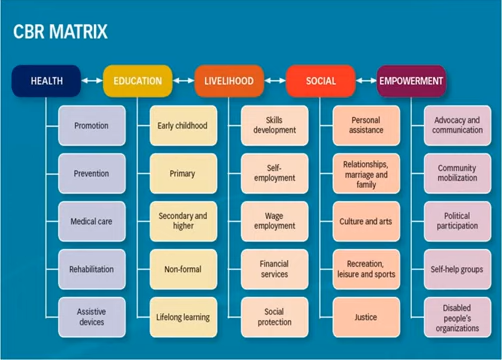 CBR MATRIX
HEALTH
EDUCATION
LIVELIHOOD
SOCIAL
EMPOWERMENT
Promotion
Prevention
Medical care
Rehabilitation
Assistive
devices
Early childhood
Primary
Secondary and
higher
Non-formal
Lifelong learning
Skills
development
Self-
employment
Wage
employment
Financial
services
Social
protection
Personal
assistance
Relationships,
marriage and
family
Culture and arts
Recreation,
leisure and sports
Justice
Advocacy and
communication
Community
mobilization
Political
participation
Self-help groups
Disabled
people's
organizations